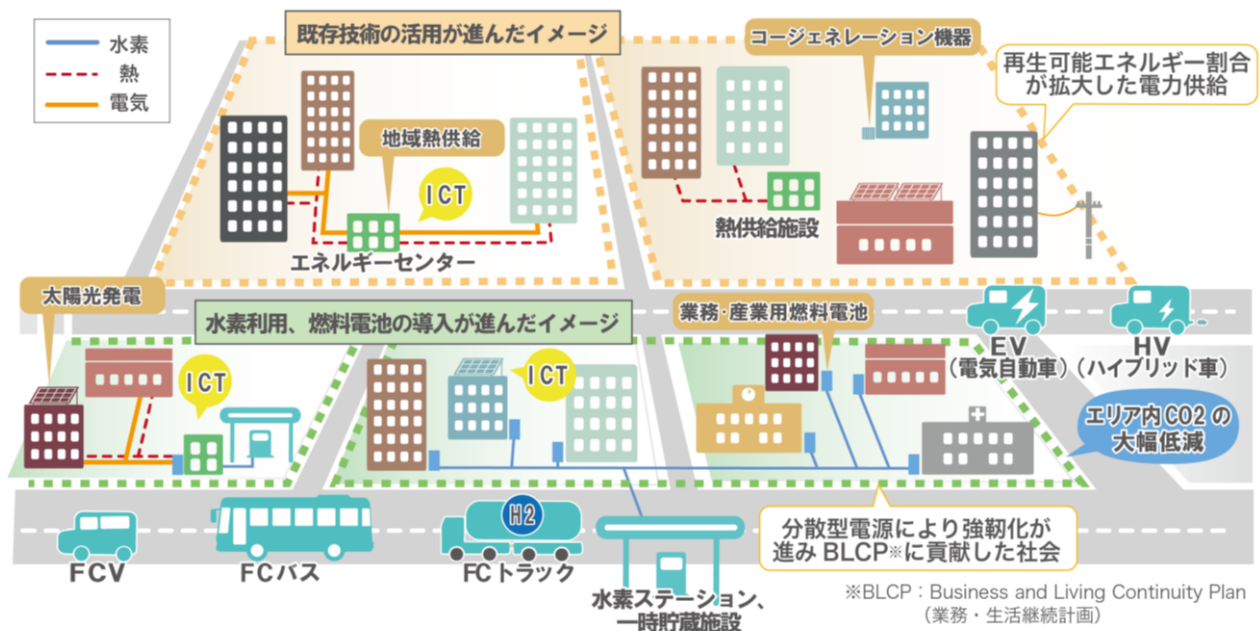 水素
熱
電気
既存技術の活用が進んだイメージ
コージェネレーション機器
再生可能エネルギー割合
が拡大した電力供給
地域熱供給
ICT
エネルギーセンター
熱供給施設
太陽光発電
水素利用、燃料電池の導入が進んだイメージ
業務・産業用燃料電池
EV
(電気自動車)
HV
(ハイブリッド車)
ICT
ICT
エリア内CO2の
大幅低減
H2
FCV
FCバス
FCトラック
水素ステーション、
一時貯蔵施設
分散型電源により強靭化が
進みBLCP※に貢献した社会
※BLCP：Business and Living Continuity Plan
（業務・生活継続計画）